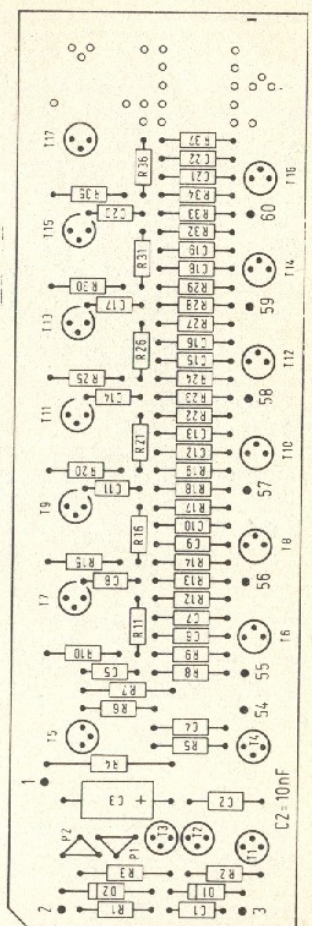 T17
R36
R37
C22
C21
T16
R35
C20
R34
R33
60
T15
R31
R32
C19
C18
T14
R30
C17
R29
R28
59
T13
R26
R27
C16
C15
T12
R25
C14
R24
R23
58
T11
R21
R22
C13
C12
T10
R20
C11
R19
R18
57
T9
R16
R17
C10
C9
T8
R15
C8
R14
R13
56
T7
R11
R12
C7
C6
T6
R10
C5
R9
R8
55
R7
R6
54
T5
C4
R5
T4
R4
1
C3
+
C2
C2=10nF
P2
P1
T3
T2
T1
R3
R2
D2
D1
2
R1
C1
3